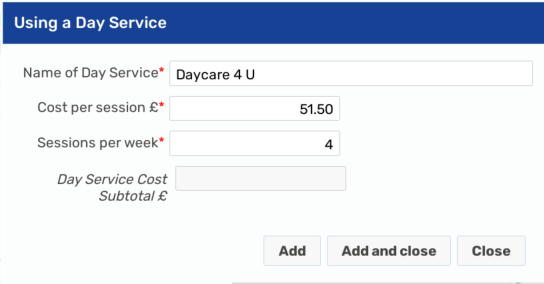 Using a Day Service
Name of Day Service* Daycare 4 U
Cost per session £* 51.50
Sessions per week* 4
Day Service Cost
Subtotal £
Add Add and close Close